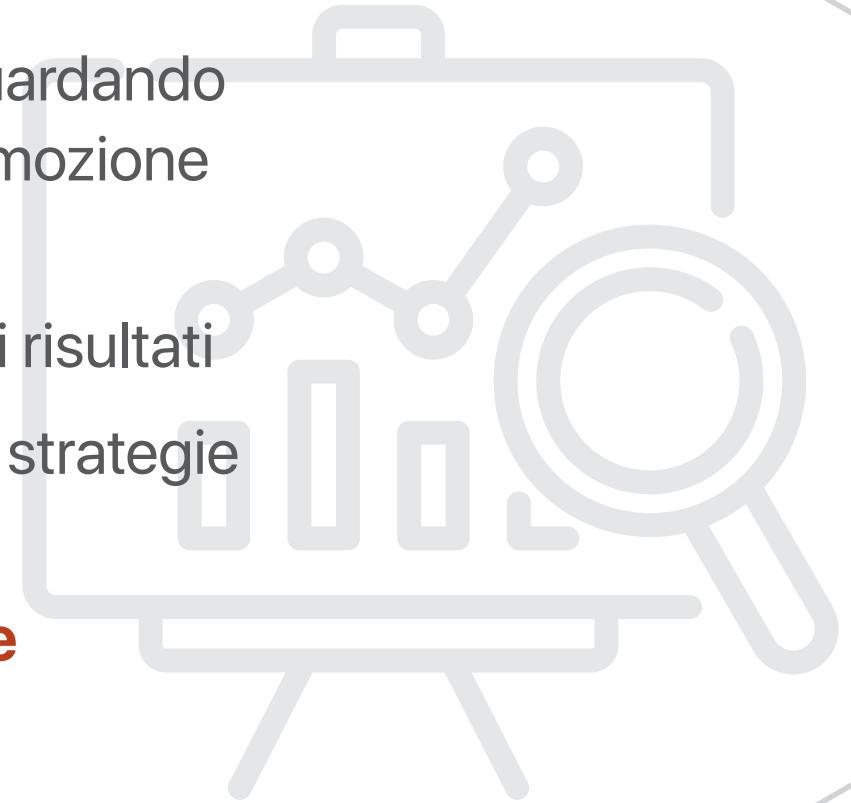 uardando
mozione
i risultati
strategie
e